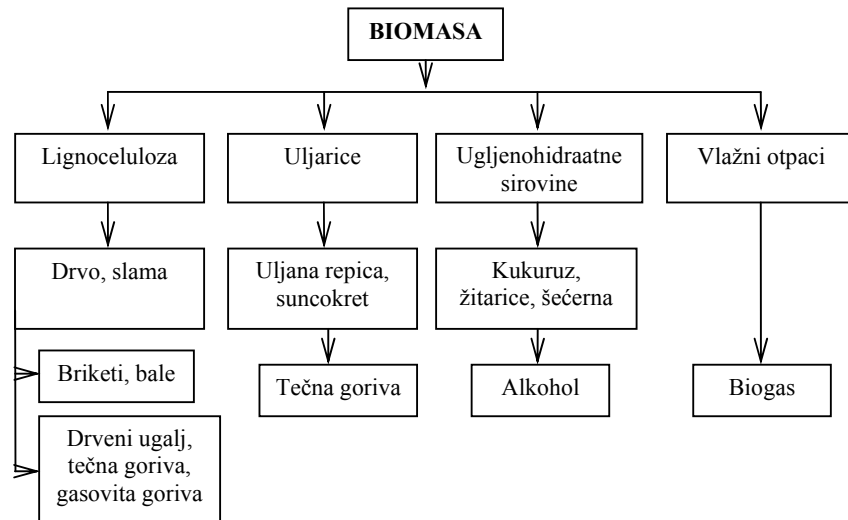 BIOMASA
Lignoceluloza
Uljarice
Ugljenohidraatne
sirovine
Vlažni otpaci
Drvo, slama
Uljana repica,
suncokret
Kukuruz,
žitarice, šećerna
Briketi, bale
Tečna goriva
Alkohol
Biogas
Drveni ugalj,
tečna goriva,
gasovita goriva